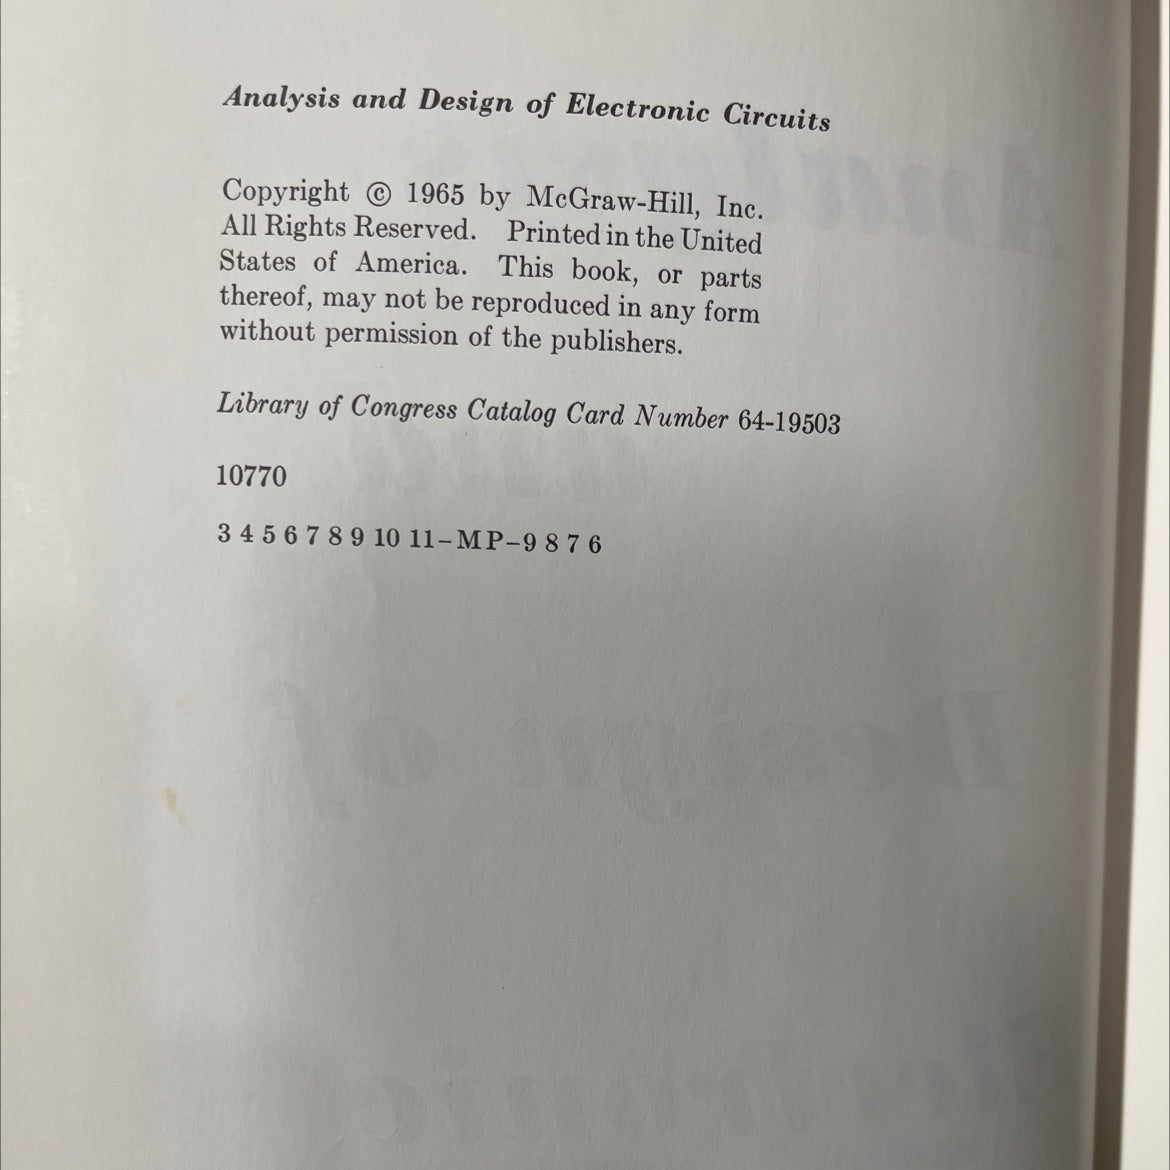 Analysis and Design of Electronic Circuits
Copyright © 1965 by McGraw-Hill, Inc.
All Rights Reserved. Printed in the United
States of America. This book, or parts
thereof, may not be reproduced in any form
without permission of the publishers.
Library of Congress Catalog Card Number 64-19503
10770
3 4 5 6 7 8 9 10 11–MP–9 8 7 6